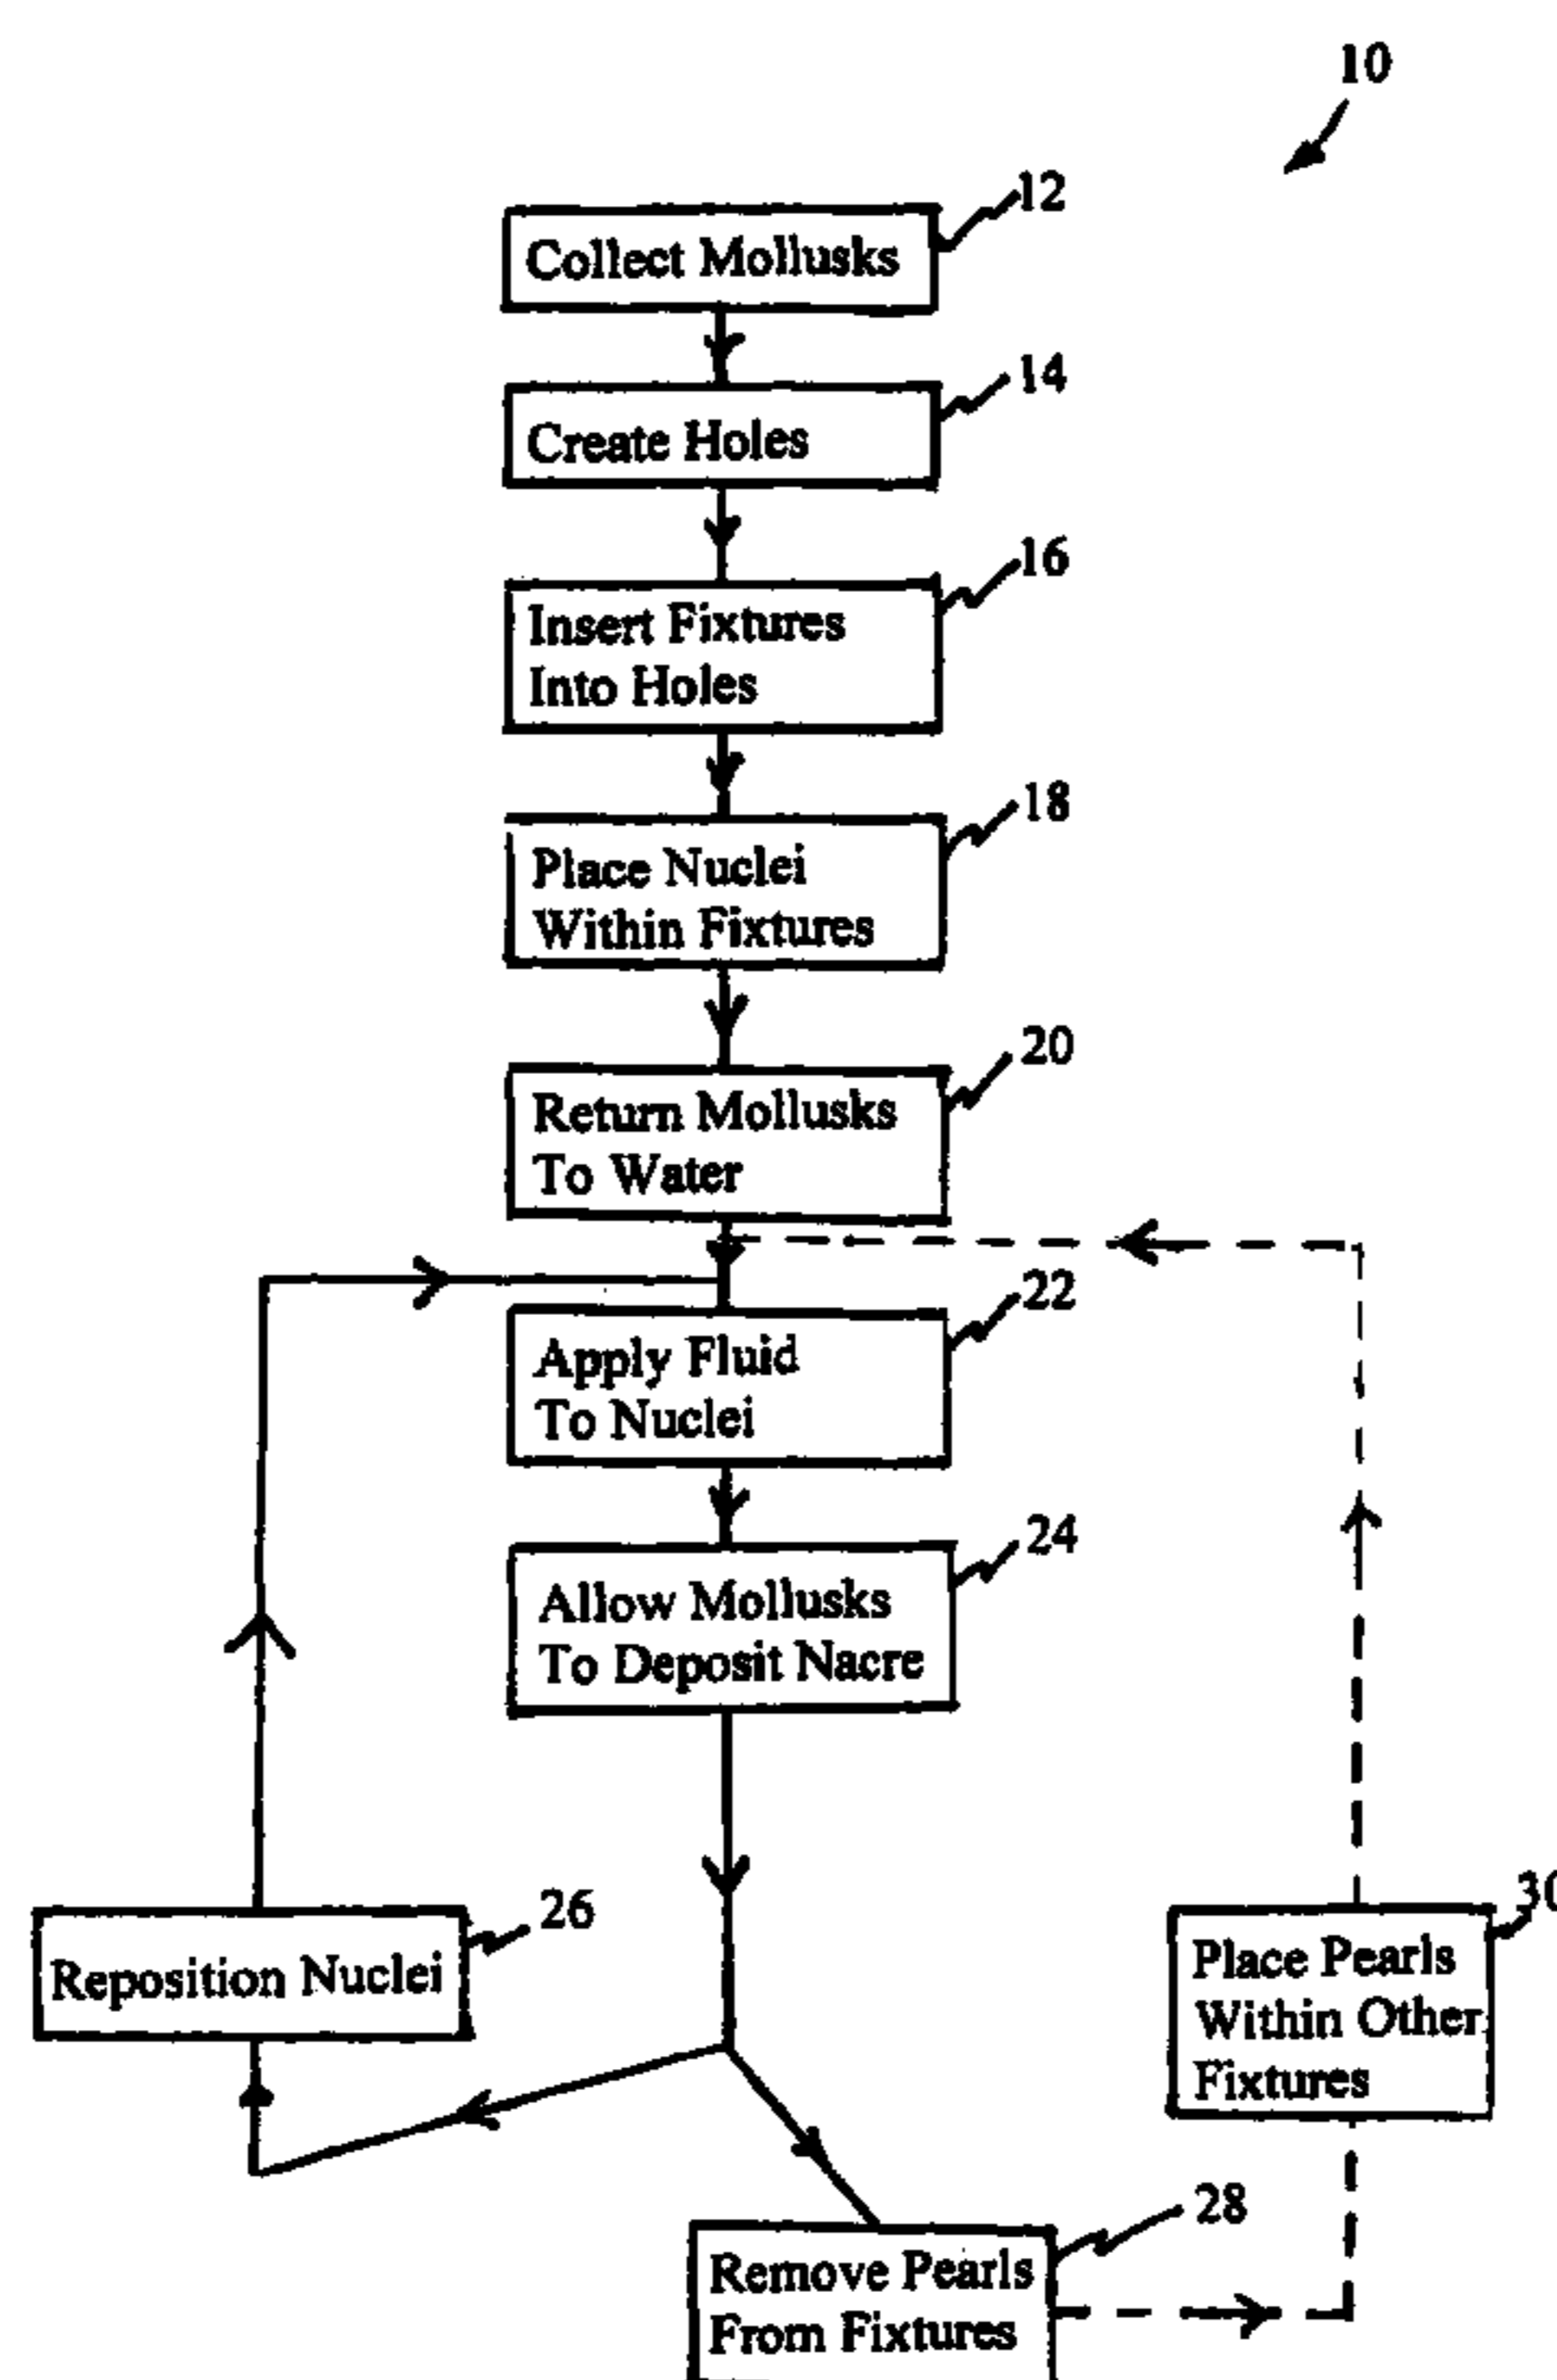 10
12
Collect Mollusks
14
Create Holes
16
Insert Fixtures
Into Holes
18
Place Nuclei
Within Fixtures
20
Return Mollusks
To Water
22
Apply Fluid
To Nuclei
24
Allow Mollusks
To Deposit Nacre
26
Reposition Nuclei
30
Place Pearls
Within Other
Fixtures
28
Remove Pearls
From Fixtures